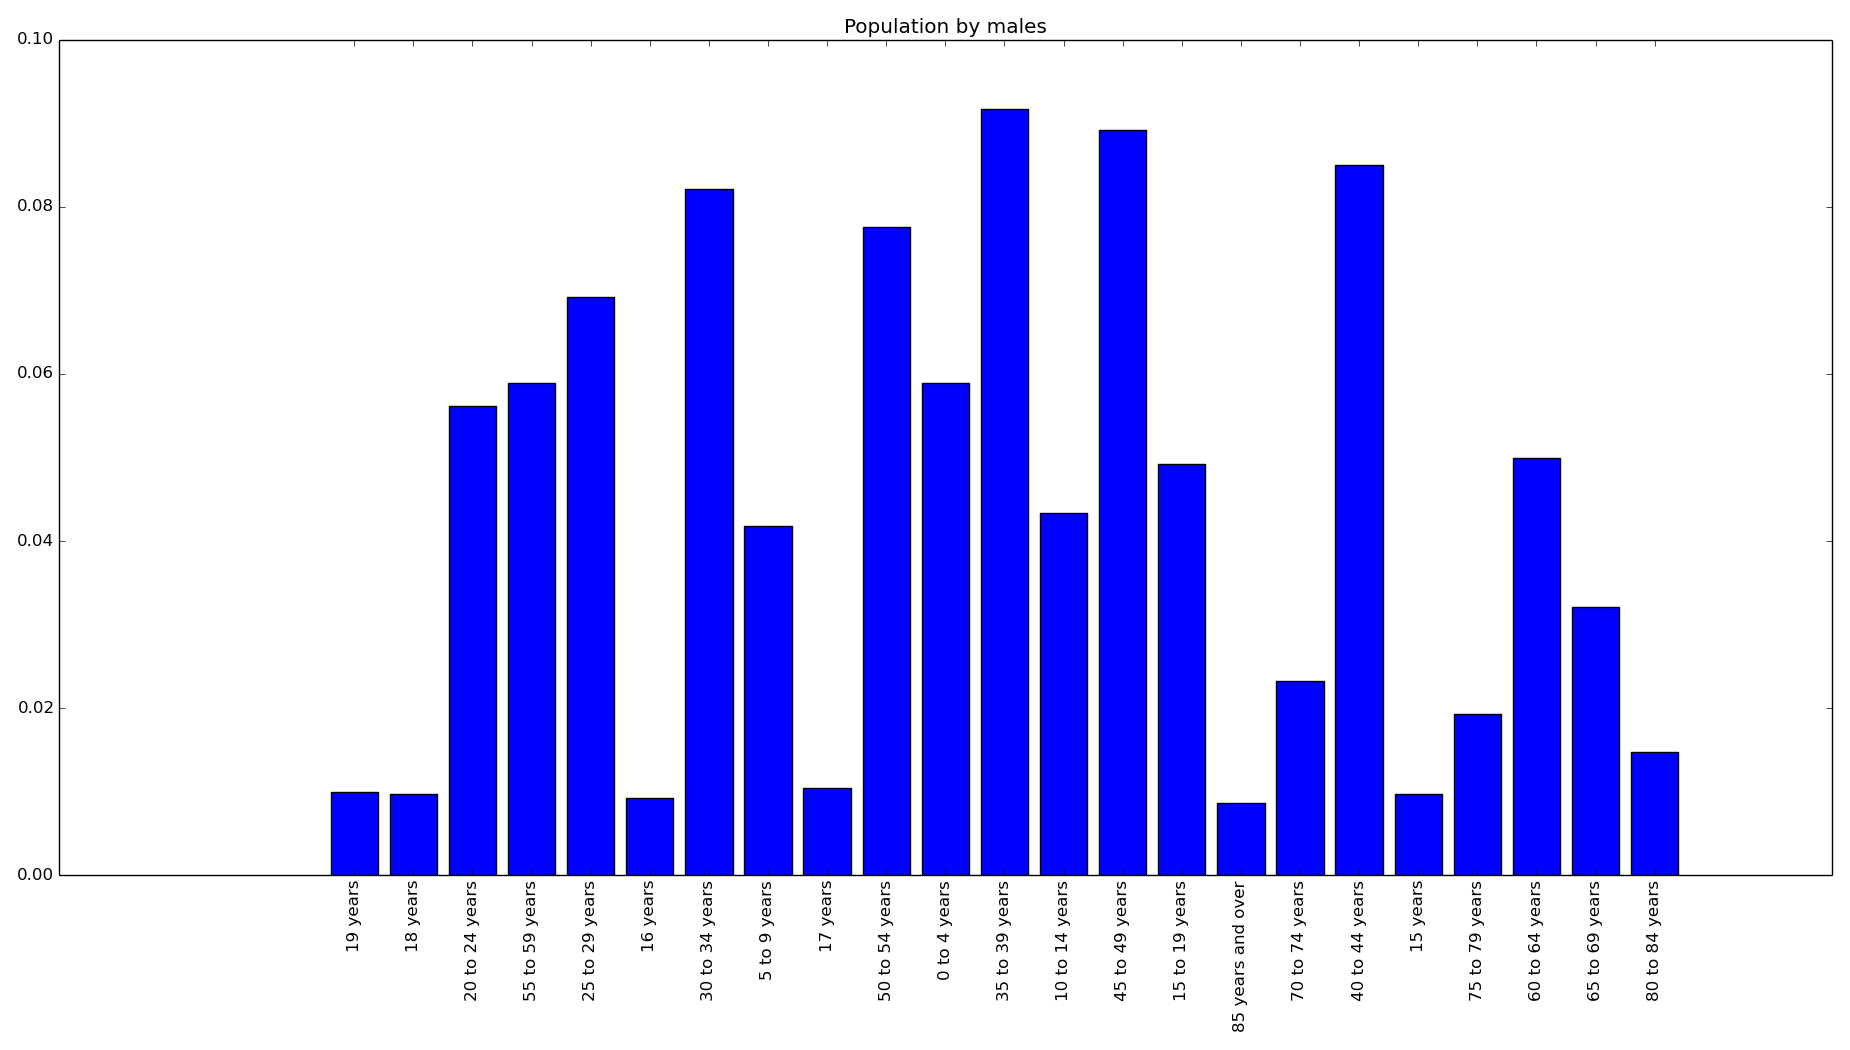 Population by males
0.10
0.08
0.06
0.04
0.02
0.00
19 years
18 years
20 to 24 years
55 to 59 years
25 to 29 years
16 years
30 to 34 years
5 to 9 years
17 years
50 to 54 years
0 to 4 years
35 to 39 years
10 to 14 years
45 to 49 years
15 to 19 years
85 years and over
70 to 74 years
40 to 44 years
15 years
75 to 79 years
60 to 64 years
65 to 69 years
80 to 84 years